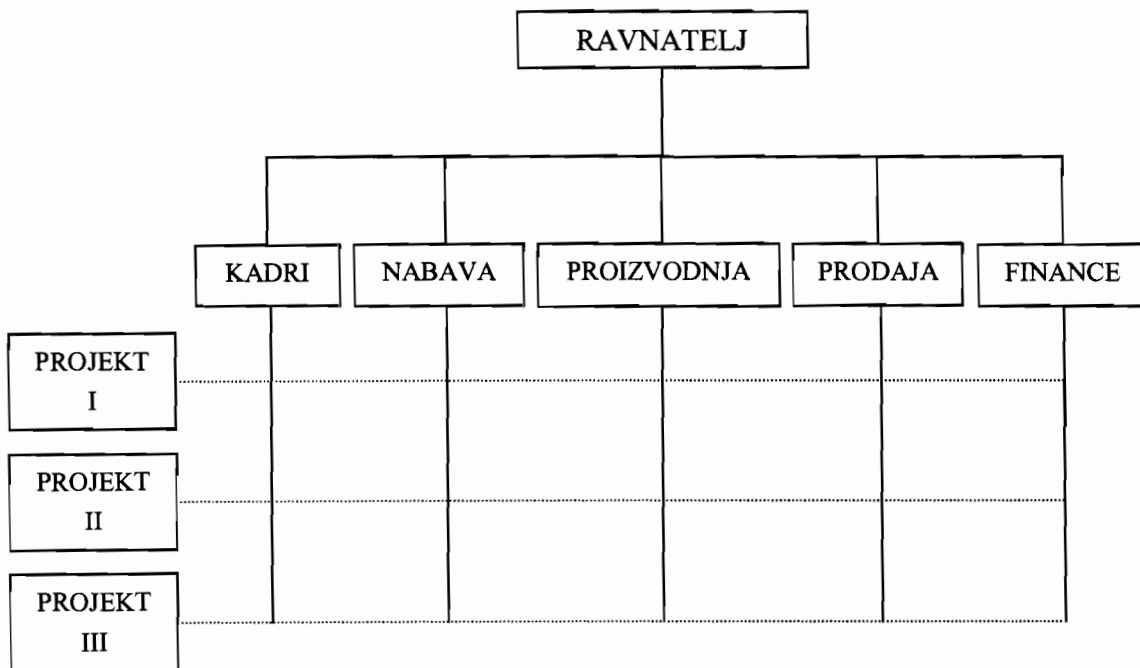 RAVNATELJ
KADRI
NABAVA
PROIZVODNJA
PRODAJA
FINANCE
PROJEKT
I
PROJEKT
II
PROJEKT
III